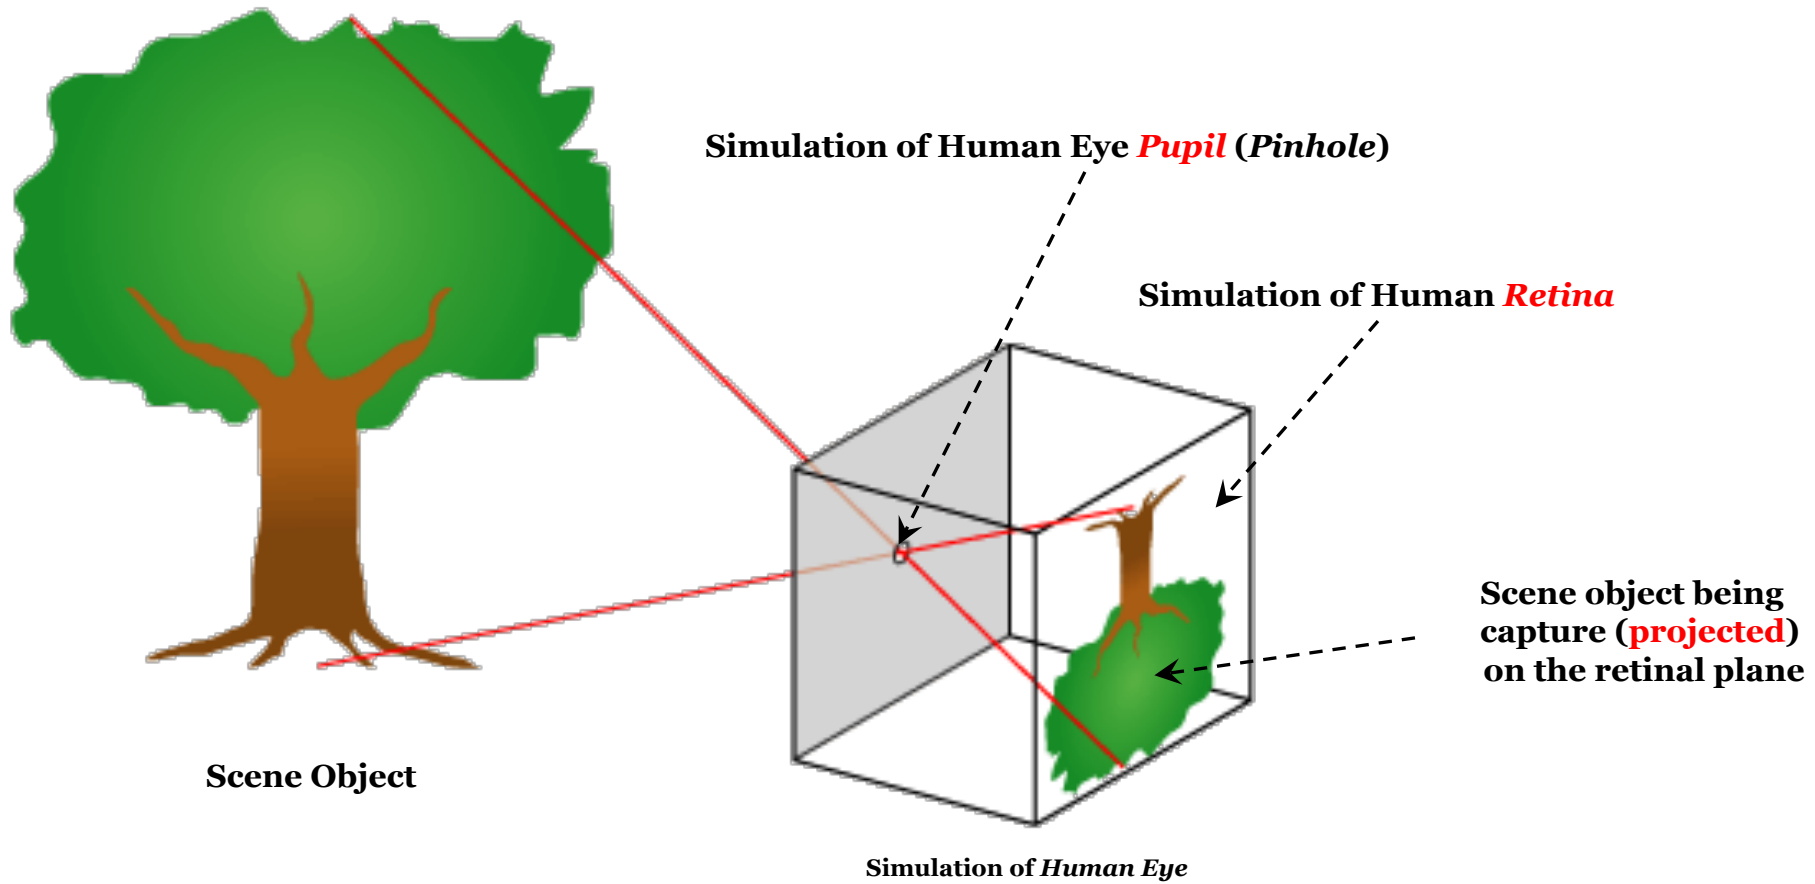 Simulation of Human Eye Pupil (Pinhole)
Simulation of Human Retina
Scene object being
capture (projected)
on the retinal plane
Scene Object
Simulation of Human Eye